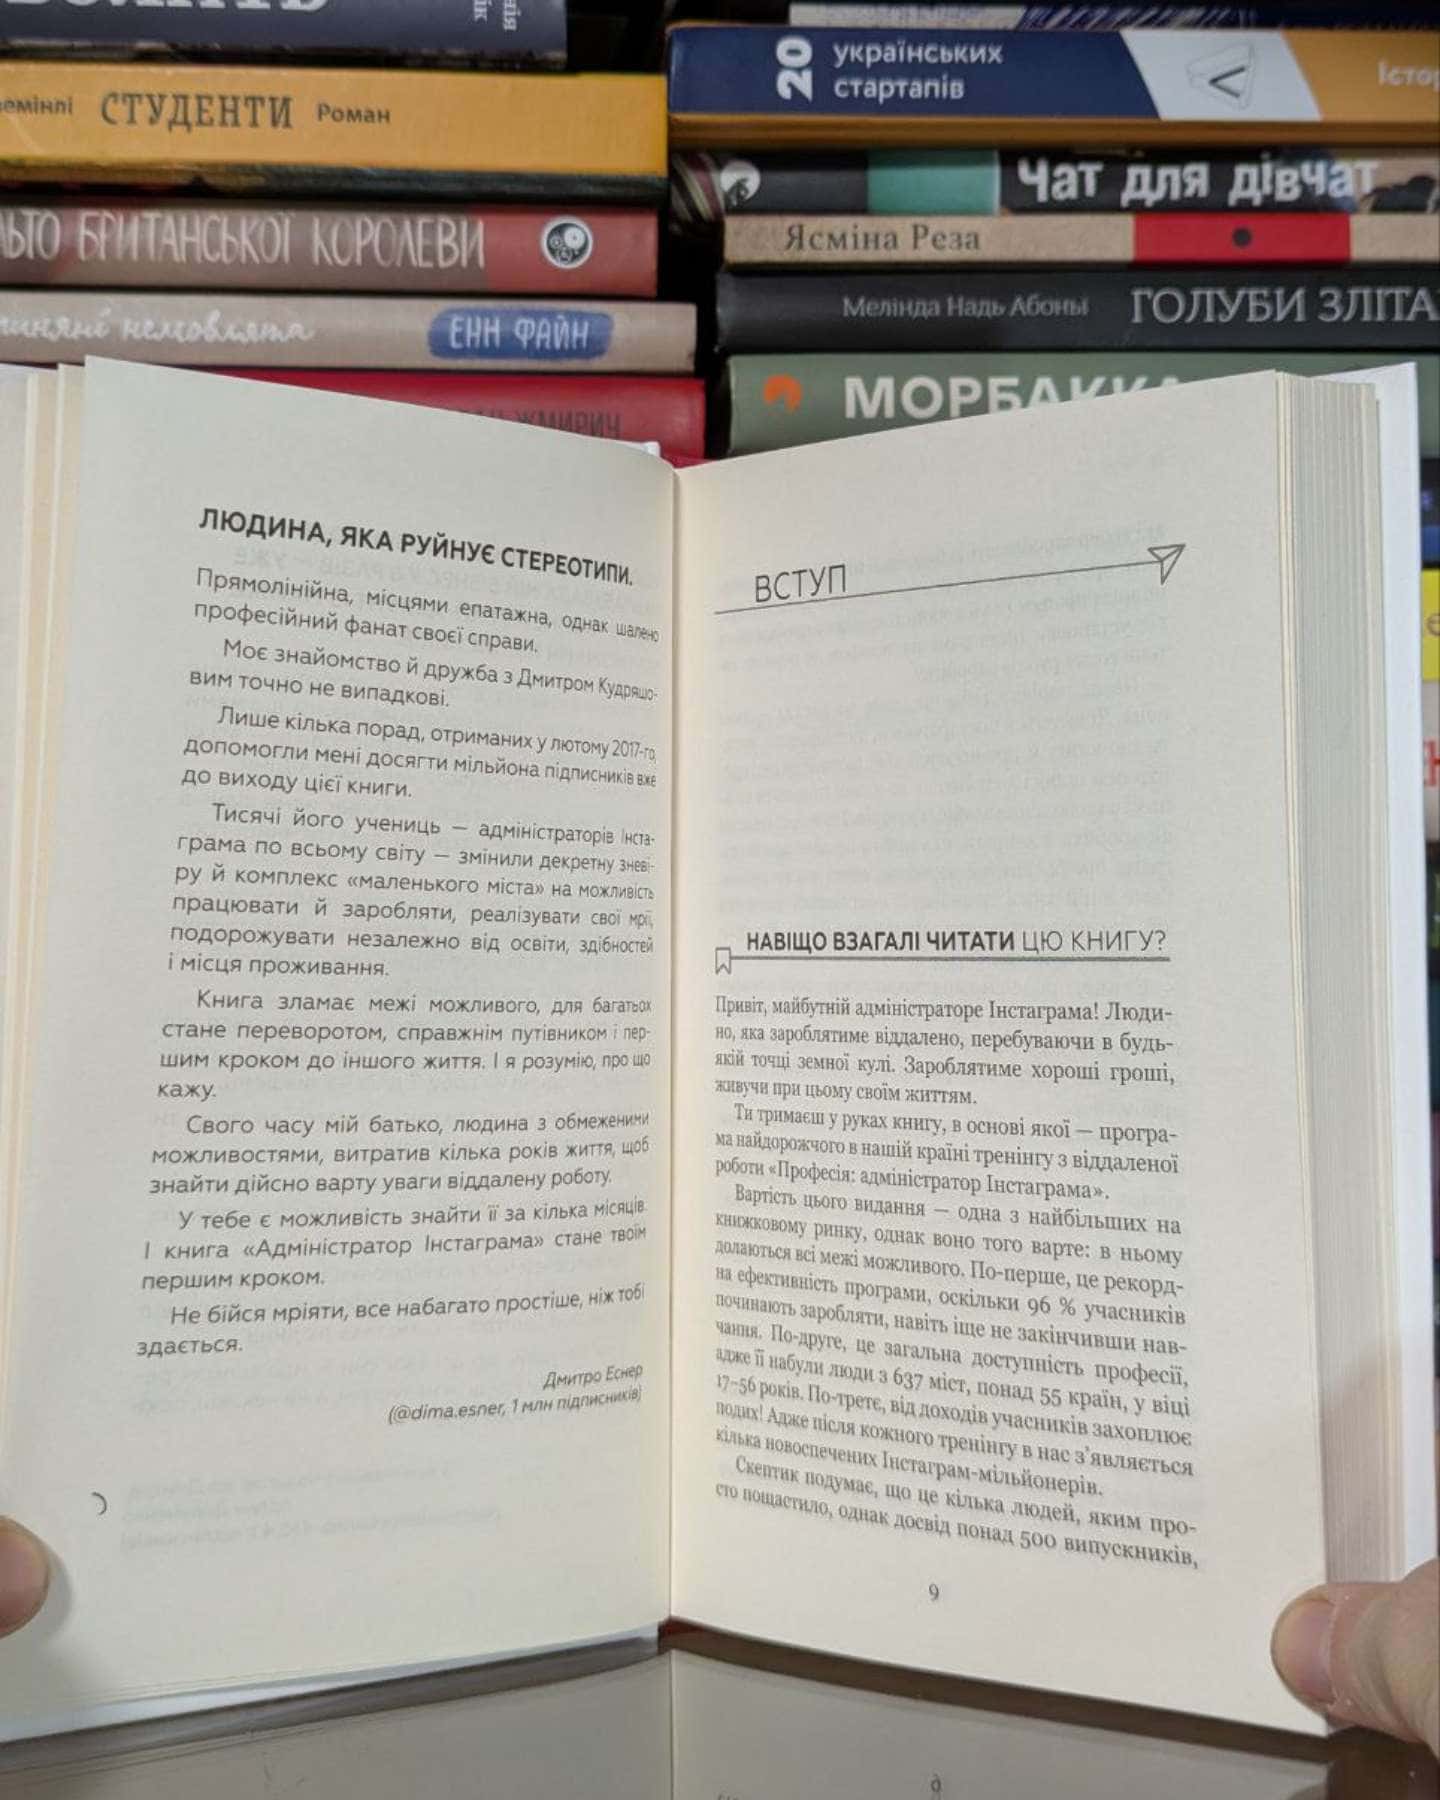 нія
ік
20
українських
стартапів
СТУДЕНТИ Роман
Чат для дівчат
БРИТАНСЬКОЇ КОРОЛЕВИ
Ясміна Реза
немовлята
ЕНН ФАЙН
Мелінда Надь Абоньї ГОЛУБИ ЗЛІТА
МОРБАККА
ЖМИРИЧ
ЛЮДИНА, ЯКА РУЙНУЄ СТЕРЕОТИПИ.
Прямолінійна, місцями епатажна, однак шалено
професійний фанат своєї справи.
Моє знайомство й дружба з Дмитром Кудряшо-
вим точно не випадкові.
Лише кілька порад, отриманих у лютому 2017-го,
допомогли мені досягти мільйона підписників вже
до виходу цієї книги.
Тисячі його учениць — адміністраторів Інста-
грама по всьому світу — змінили декретну зневі-
ру й комплекс «маленького міста» на можливість
працювати й заробляти, реалізувати свої мрії,
подорожувати незалежно від освіти, здібностей
і місця проживання.
Книга зламає межі можливого, для багатьох
стане переворотом, справжнім путівником і пер-
шим кроком до іншого життя. І я розумію, про що
кажу.
Свого часу мій батько, людина з обмеженими
можливостями, витратив кілька років життя, щоб
знайти дійсно варту уваги віддалену роботу.
У тебе є можливість знайти її за кілька місяців.
І книга «Адміністратор Інстаграма» стане твоїм
першим кроком.
Не бійся мріяти, все набагато простіше, ніж тобі
здається.
Дмитро Еснер
(@dima.esner, 1 млн підписників)
ВСТУП
НАВІЩО ВЗАГАЛІ ЧИТАТИ ЦЮ КНИГУ?
Привіт, майбутній адміністраторе Інстаграма! Люди-
но, яка зароблятиме віддалено, перебуваючи в будь-
якій точці земної кулі. Зароблятиме хороші гроші,
живучи при цьому своїм життям.
Ти тримаєш у руках книгу, в основі якої — програ-
ма найдорожчого в нашій країні тренінгу з віддаленої
роботи «Професія: адміністратор Інстаграма».
Вартість цього видання — одна з найбільших на
книжковому ринку, однак воно того варте: в ньому
долаються всі межі можливого. По-перше, це рекорд-
на ефективність програми, оскільки 96 % учасників
починають заробляти, навіть іще не закінчивши нав-
чання. По-друге, це загальна доступність професії,
адже її набули люди з 637 міст, понад 55 країн, у віці
17–56 років. По-третє, від доходів учасників захоплює
подих! Адже після кожного тренінгу в нас з’являється
кілька новоспечених Інстаграм-мільйонерів.
Скептик подумає, що це кілька людей, яким про-
сто пощастило, однак досвід понад 500 випускників,
9